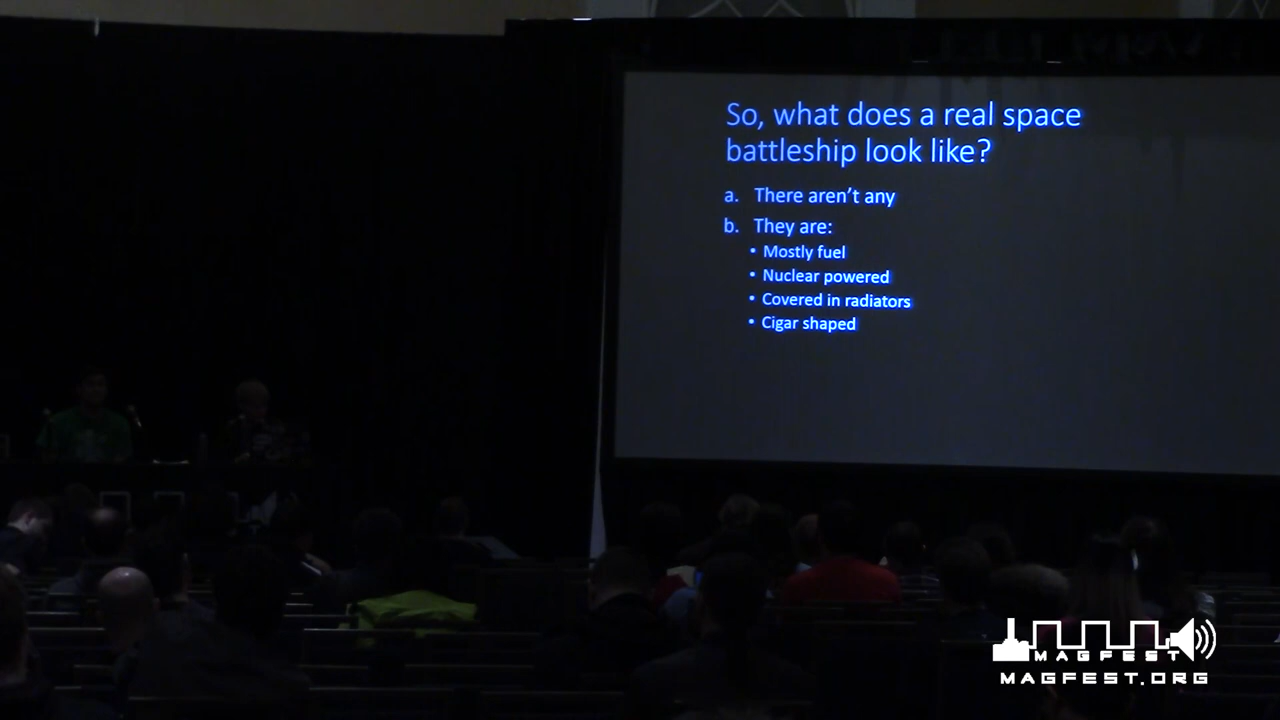 So, what does a real space
battleship look like?
a. There aren't any
b. They are:
• Mostly fuel
• Nuclear powered
• Covered in radiators
• Cigar shaped
MAGFEST
MAGFEST.ORG